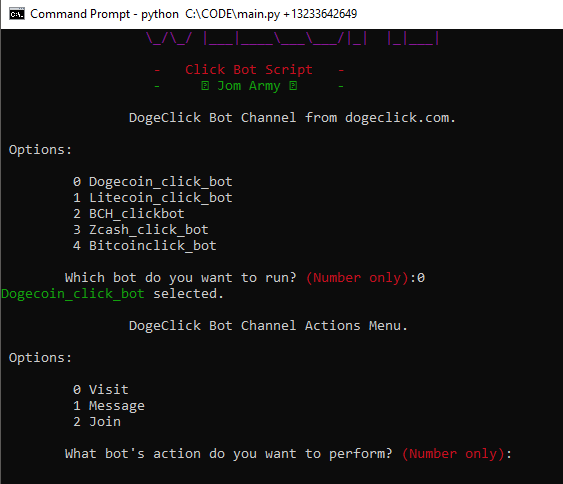 Command Prompt - python  C:\CODE\main.py +13233642649
\_/\_/ |___|____\___\___/|_|  |_|___|
-   Click Bot Script   -
-     Jom Army     -
DogeClick Bot Channel from dogeclick.com.
Options:
0 Dogecoin_click_bot
1 Litecoin_click_bot
2 BCH_clickbot
3 Zcash_click_bot
4 Bitcoinclick_bot
Which bot do you want to run? (Number only):0
Dogecoin_click_bot selected.
DogeClick Bot Channel Actions Menu.
Options:
0 Visit
1 Message
2 Join
What bot's action do you want to perform? (Number only):